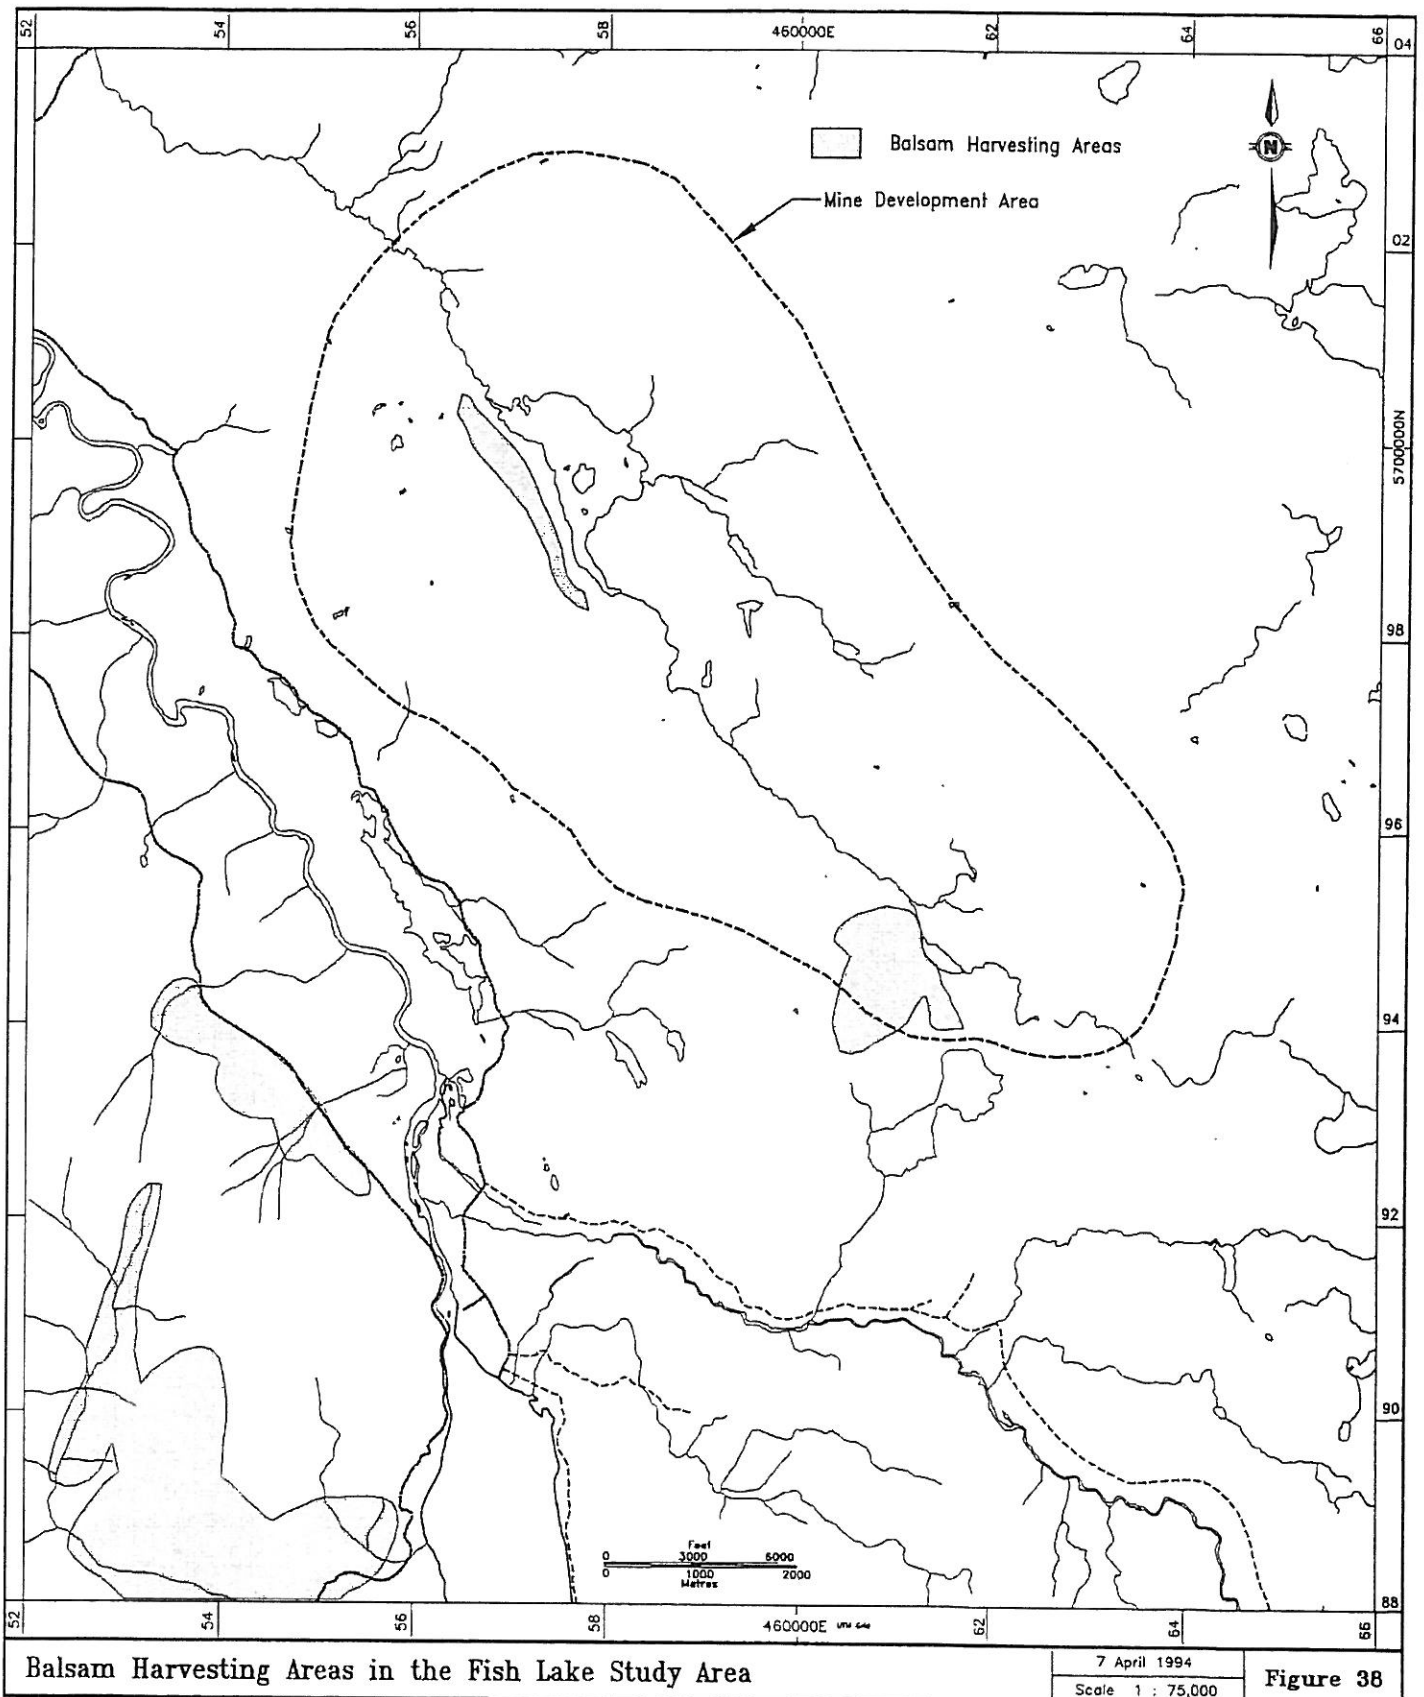 52 54 56 58 460000E 62 64 66
04
Balsam Harvesting Areas
N
Mine Development Area
02
5700000N
98
96
94
92
90
Feet
0 3000 6000
0 1000 2000
Metres
88
52 54 56 58 460000E 62 64 66
Balsam Harvesting Areas in the Fish Lake Study Area
7 April 1994
Scale 1 : 75,000
Figure 38